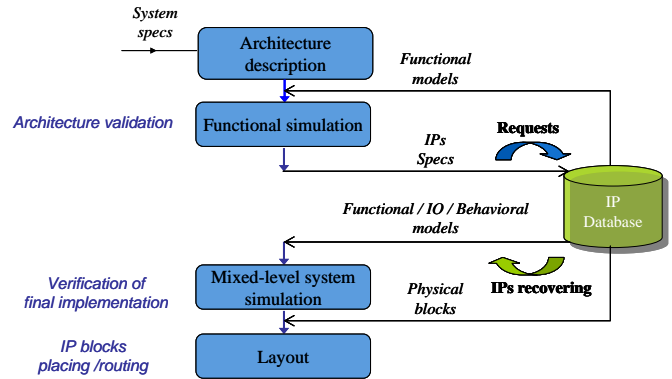 System
specs
Architecture
description
Functional
models
Architecture validation
Functional simulation
Requests
IPs
Specs
IP
Database
Functional / IO / Behavioral
models
Verification of
final implementation
Mixed-level system
simulation
IPs recovering
Physical
blocks
IP blocks
placing /routing
Layout